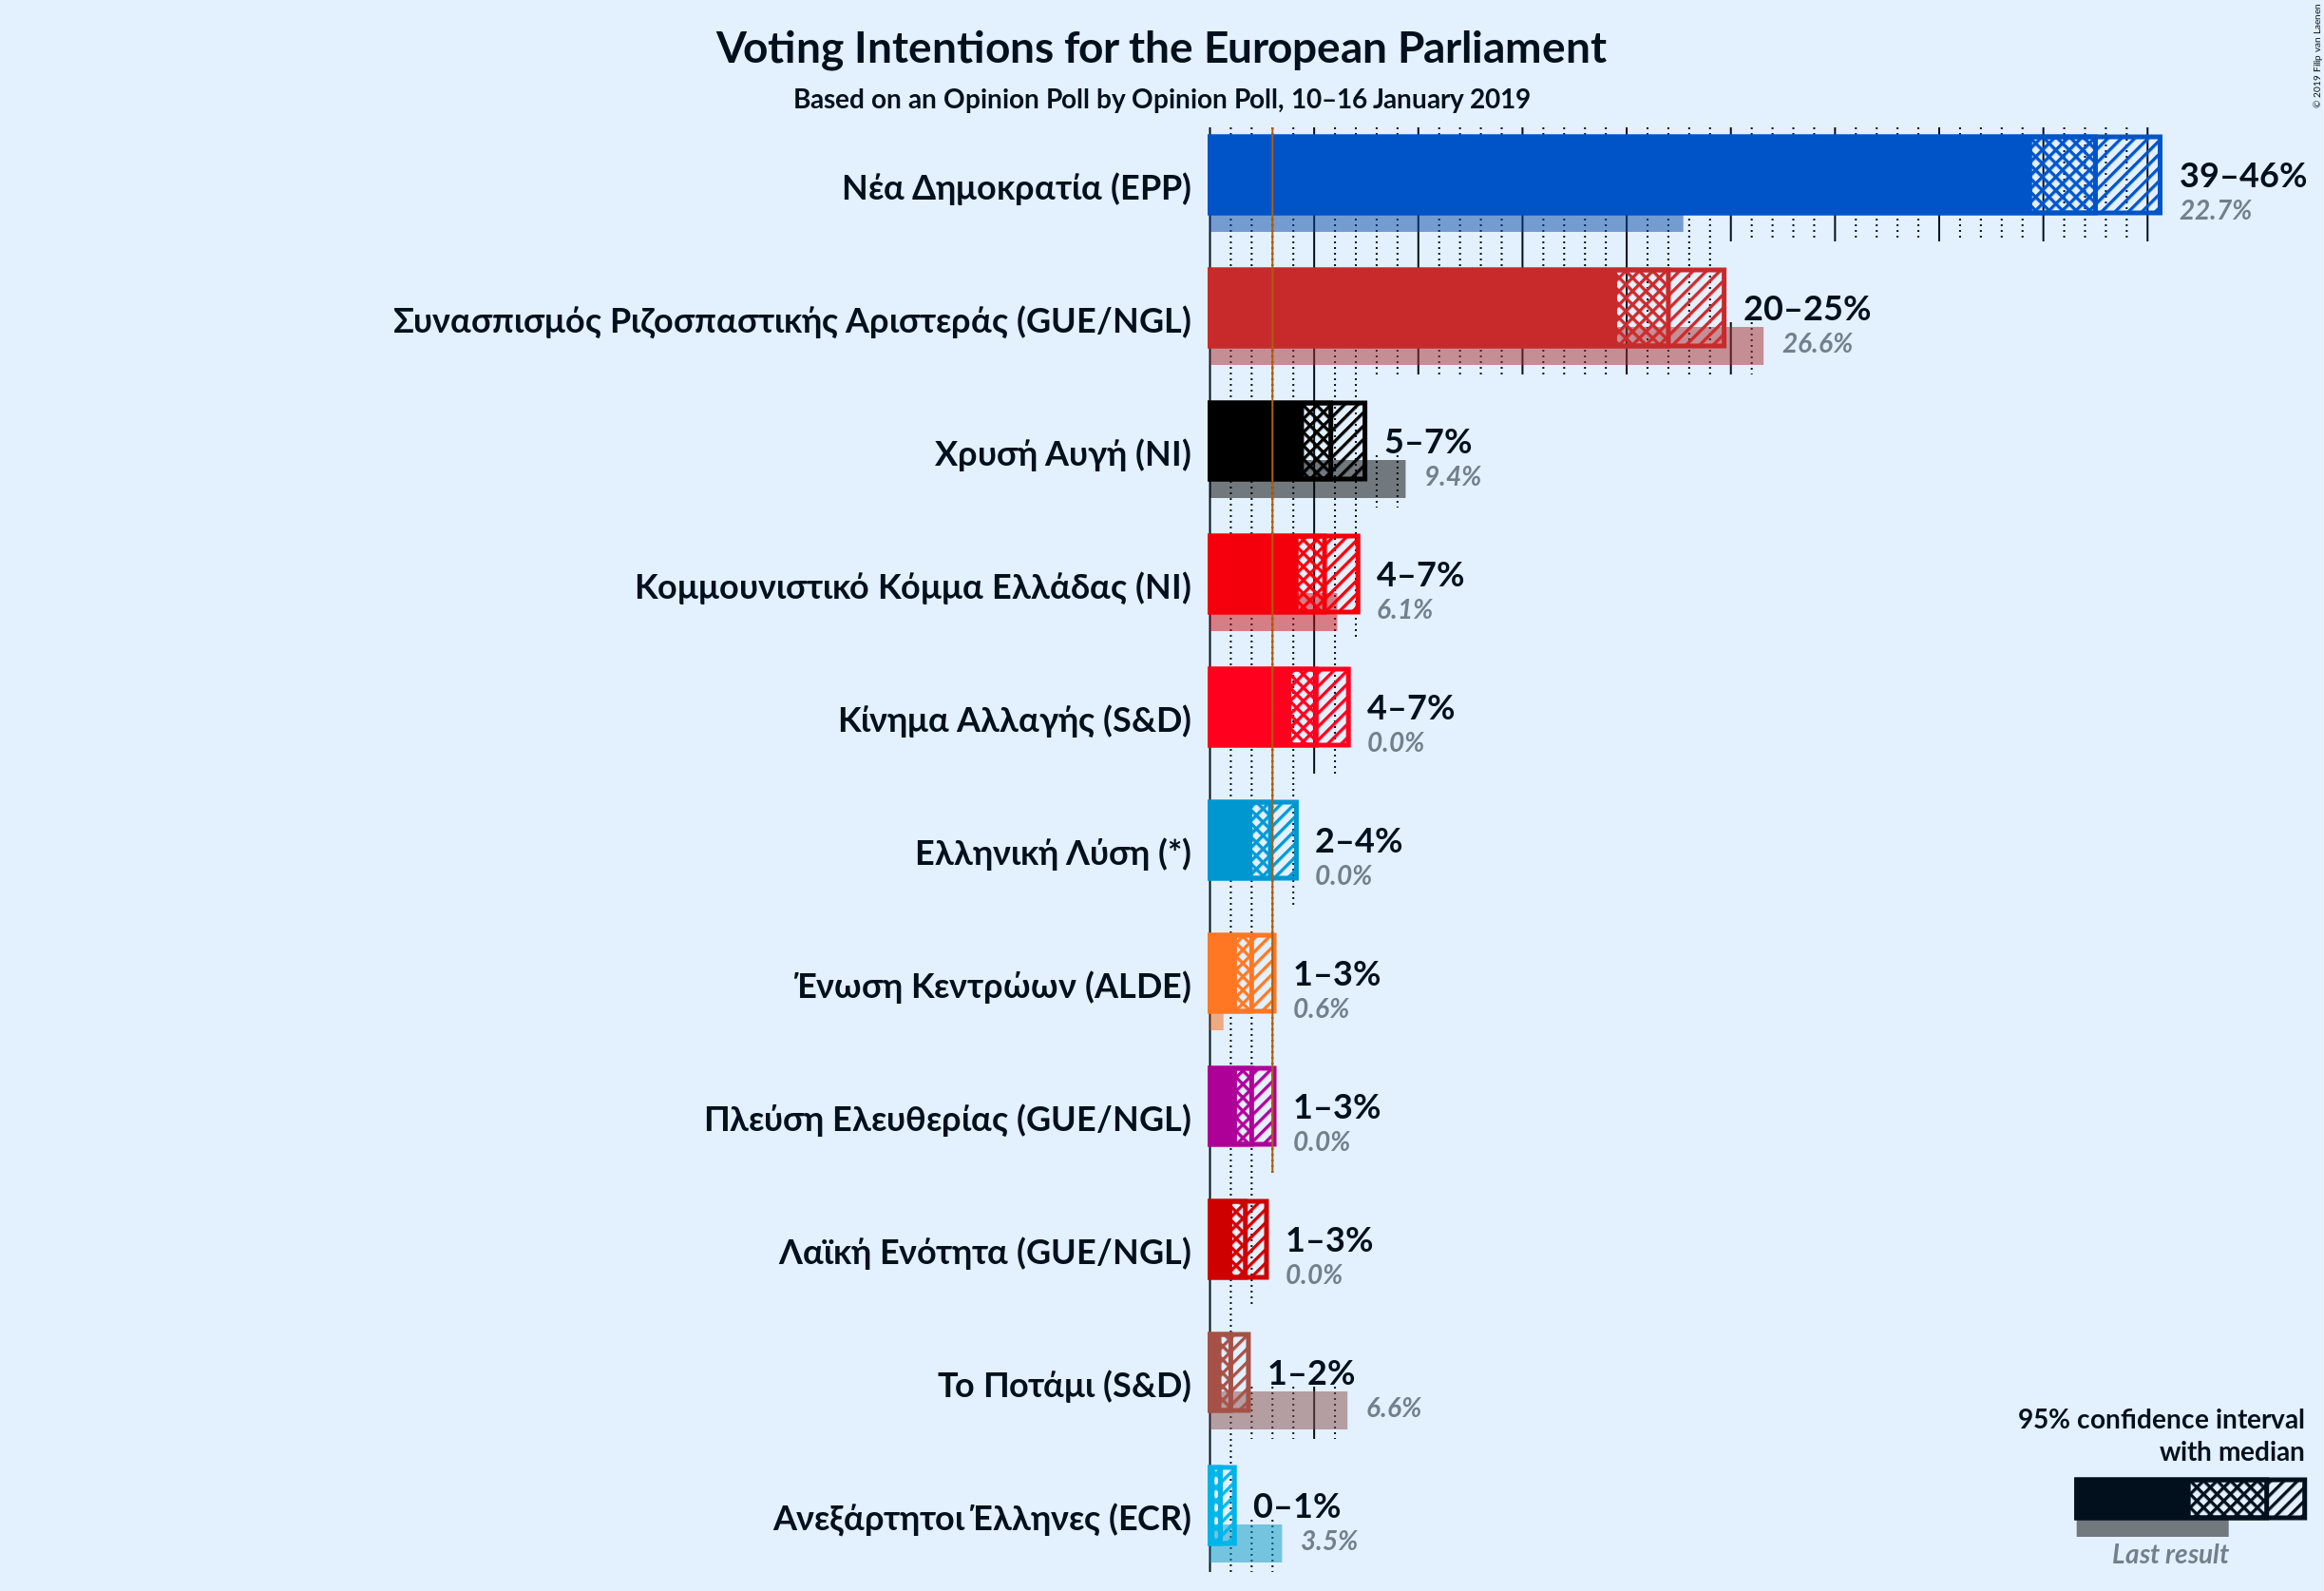 © 2019 Filip van Laenen
Voting Intentions for the European Parliament
Based on an Opinion Poll by Opinion Poll, 10–16 January 2019
Νέα Δημοκρατία (EPP)
39–46%
22.7%
Συνασπισμός Ριζοσπαστικής Αριστεράς (GUE/NGL)
20–25%
26.6%
Χρυσή Αυγή (NI)
5–7%
9.4%
Κομμουνιστικό Κόμμα Ελλάδας (NI)
4–7%
6.1%
Κίνημα Αλλαγής (S&D)
4–7%
0.0%
Ελληνική Λύση (*)
2–4%
0.0%
Ένωση Κεντρώων (ALDE)
1–3%
0.6%
Πλεύση Ελευθερίας (GUE/NGL)
1–3%
0.0%
Λαϊκή Ενότητα (GUE/NGL)
1–3%
0.0%
Το Ποτάμι (S&D)
1–2%
6.6%
Ανεξάρτητοι Έλληνες (ECR)
0–1%
3.5%
95% confidence interval
with median
Last result